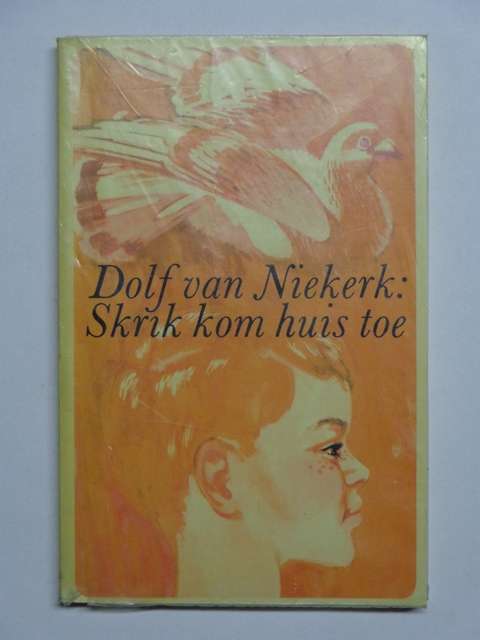 Dolf van Niekerk:
Skrik kom huis toe